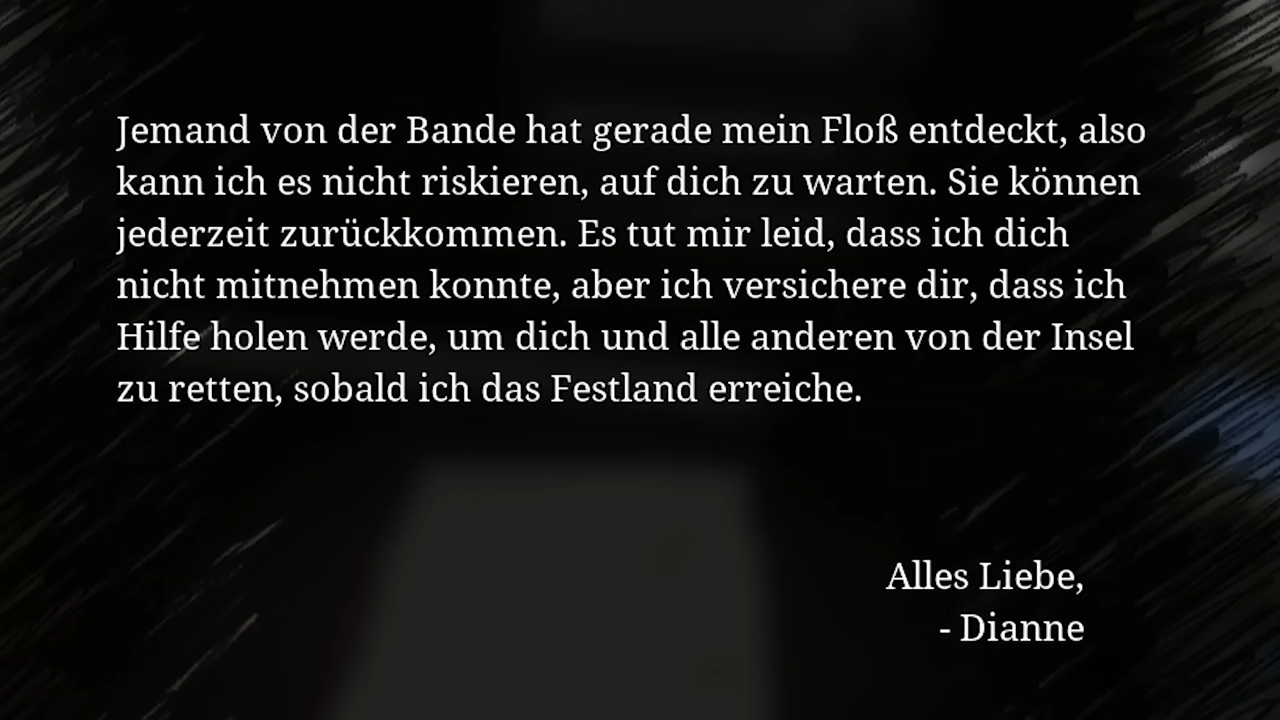 Jemand von der Bande hat gerade mein Floß entdeckt, also
kann ich es nicht riskieren, auf dich zu warten. Sie können
jederzeit zurückkommen. Es tut mir leid, dass ich dich
nicht mitnehmen konnte, aber ich versichere dir, dass ich
Hilfe holen werde, um dich und alle anderen von der Insel
zu retten, sobald ich das Festland erreiche.
Alles Liebe,
- Dianne